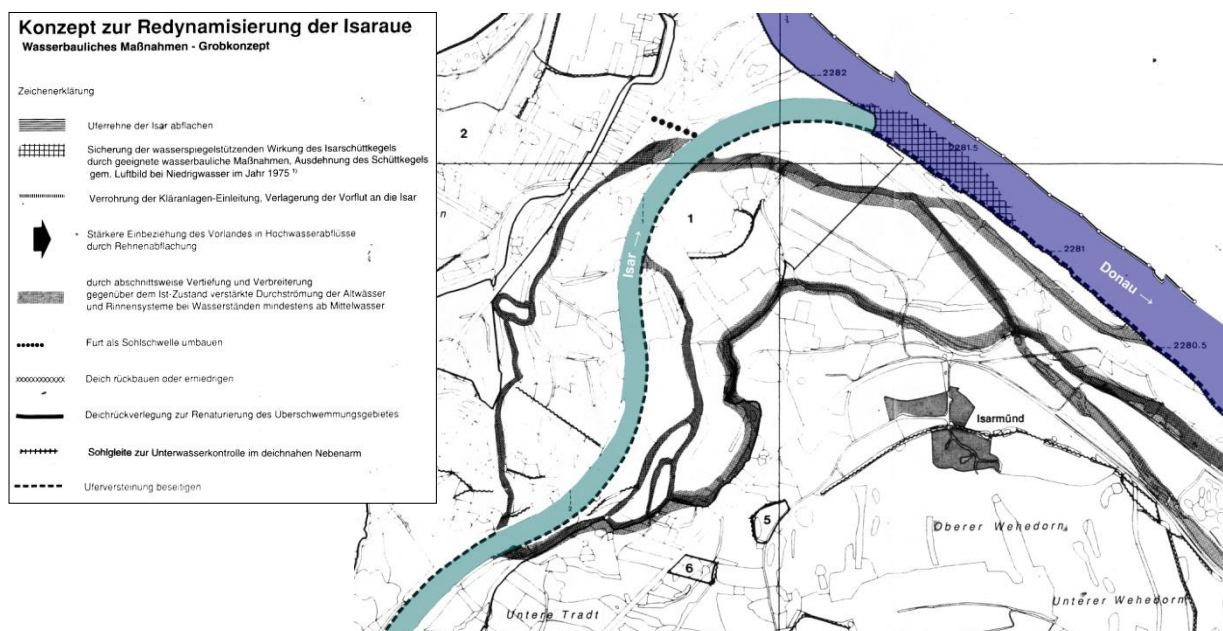 Konzept zur Redynamisierung der Isaraue
Wasserbauliches Maßnahmen - Grobkonzept
Zeichenerklärung
Uferrehne der Isar abflachen
Sicherung der wasserspiegelstützenden Wirkung des Isarschüttkegels
durch geeignete wasserbauliche Maßnahmen, Ausdehnung des Schüttkegels
gem. Luftbild bei Niedrigwasser im Jahr 1975 ¹⁾
Verrohrung der Kläranlagen-Einleitung, Verlagerung der Vorflut an die Isar
Stärkere Einbeziehung des Vorlandes in Hochwasserabflüsse
durch Rehnenabflachung
durch abschnittsweise Vertiefung und Verbreiterung
gegenüber dem Ist-Zustand verstärkte Durchströmung der Altwässer
und Rinnensysteme bei Wasserständen mindestens ab Mittelwasser
Furt als Sohlschwelle umbauen
Deich rückbauen oder erniedrigen
Deichrückverlegung zur Renaturierung des Überschwemmungsgebietes
Sohlgleite zur Unterwasserkontrolle im deichnahen Nebenarm
Uferversteinung beseitigen
2282
2
2281.5
n
1
Isar →
2281
Donau →
2280.5
Isarmünd
2
5
Oberer Wehedorn
6
Unterer Wehedorn
Untere Tradt